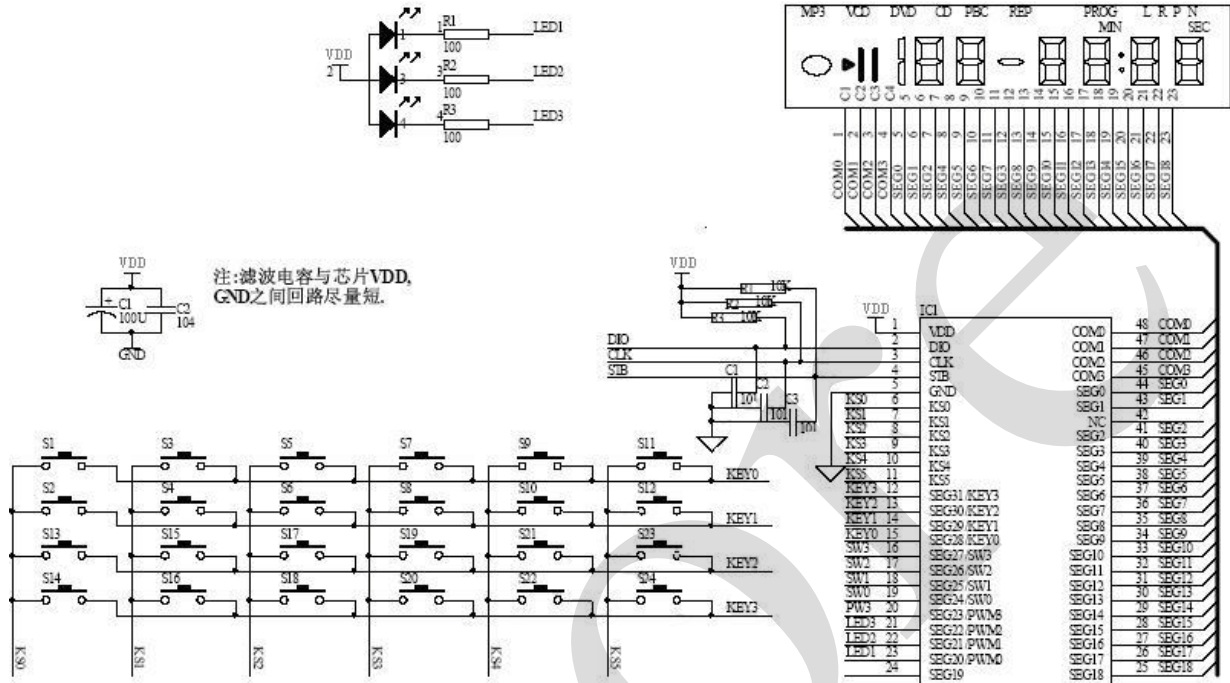 MP3 VCD DVD CD PBC REP PROG L R P N
MIN SEC
C1 C2 C3 C4 5 6 7 8 9 10 11 12 13 14 15 16 17 18 19 20 21 22 23
1 2 3 4 5 6 7 8 9 10 11 12 13 14 15 16 17 18 19 20 21 22 23
COM0 COM1 COM2 COM3 SEG0 SEG1 SEG2 SEG4 SEG5 SEG6 SEG7 SEG3 SEG8 SEG9 SEG10 SEG11 SEG12 SEG13 SEG14 SEG15 SEG16 SEG17 SEG18
VDD
2
1 1 R1 LED1
100
3 3 R2 LED2
100
4 4 R3 LED3
100
VDD
+ C1
100U
C2
104
GND
注:滤波电容与芯片VDD,
GND之间回路尽量短.
VDD
R1 10K
R2 10K
R3 10K
DIO
CLK
STB
C1
C2 101
C3 101
VDD
IC1
1 VDD COM0 48 COM0
2 DIO COM1 47 COM1
3 CLK COM2 46 COM2
4 STB COM3 45 COM3
5 GND SEG0 44 SEG0
KS0 6 KS0 SEG1 43 SEG1
KS1 7 KS1 NC 42
KS2 8 KS2 SEG2 41 SEG2
KS3 9 KS3 SEG3 40 SEG3
KS4 10 KS4 SEG4 39 SEG4
KS5 11 KS5 SEG5 38 SEG5
KEY3 12 SEG31/KEY3 SEG6 37 SEG6
KEY2 13 SEG30/KEY2 SEG7 36 SEG7
KEY1 14 SEG29/KEY1 SEG8 35 SEG8
KEY0 15 SEG28/KEY0 SEG9 34 SEG9
SW3 16 SEG27/SW3 SEG10 33 SEG10
SW2 17 SEG26/SW2 SEG11 32 SEG11
SW1 18 SEG25/SW1 SEG12 31 SEG12
SW0 19 SEG24/SW0 SEG13 30 SEG13
PW3 20 SEG23/PWM3 SEG14 29 SEG14
LED3 21 SEG22/PWM2 SEG15 28 SEG15
LED2 22 SEG21/PWM1 SEG16 27 SEG16
LED1 23 SEG20/PWM0 SEG17 26 SEG17
24 SEG19 SEG18 25 SEG18
S1 S3 S5 S7 S9 S11
KEY0
S2 S4 S6 S8 S10 S12
KEY1
S13 S15 S17 S19 S21 S23
KEY2
S14 S16 S18 S20 S22 S24
KEY3
KS0 KS1 KS2 KS3 KS4 KS5